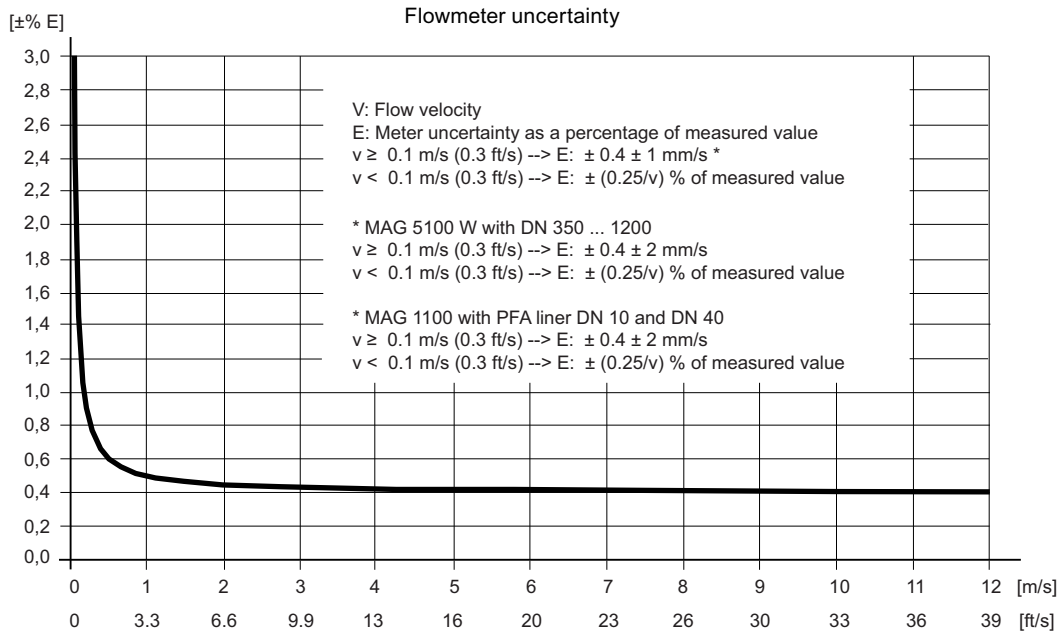 Flowmeter uncertainty
[±% E]
3,0
2,8
2,6
2,4
2,2
2,0
1,8
1,6
1,4
1,2
1,0
0,8
0,6
0,4
0,2
0,0
V: Flow velocity
E: Meter uncertainty as a percentage of measured value
v ≥ 0.1 m/s (0.3 ft/s) --> E: ± 0.4 ± 1 mm/s *
v < 0.1 m/s (0.3 ft/s) --> E: ± (0.25/v) % of measured value
* MAG 5100 W with DN 350 ... 1200
v ≥ 0.1 m/s (0.3 ft/s) --> E: ± 0.4 ± 2 mm/s
v < 0.1 m/s (0.3 ft/s) --> E: ± (0.25/v) % of measured value
* MAG 1100 with PFA liner DN 10 and DN 40
v ≥ 0.1 m/s (0.3 ft/s) --> E: ± 0.4 ± 2 mm/s
v < 0.1 m/s (0.3 ft/s) --> E: ± (0.25/v) % of measured value
0 1 2 3 4 5 6 7 8 9 10 11 12 [m/s]
0 3.3 6.6 9.9 13 16 20 23 26 30 33 36 39 [ft/s]